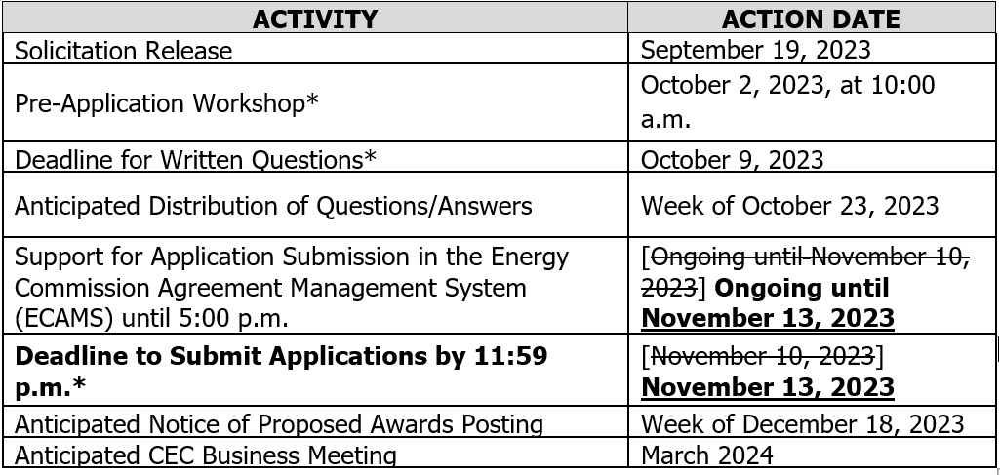 ACTIVITY ACTION DATE
Solicitation Release September 19, 2023
Pre-Application Workshop* October 2, 2023, at 10:00
a.m.
Deadline for Written Questions* October 9, 2023
Anticipated Distribution of Questions/Answers Week of October 23, 2023
Support for Application Submission in the Energy
Commission Agreement Management System
(ECAMS) until 5:00 p.m.
[Ongoing until November 10,
2023] Ongoing until
November 13, 2023
Deadline to Submit Applications by 11:59
p.m.*
[November 10, 2023]
November 13, 2023
Anticipated Notice of Proposed Awards Posting Week of December 18, 2023
Anticipated CEC Business Meeting March 2024